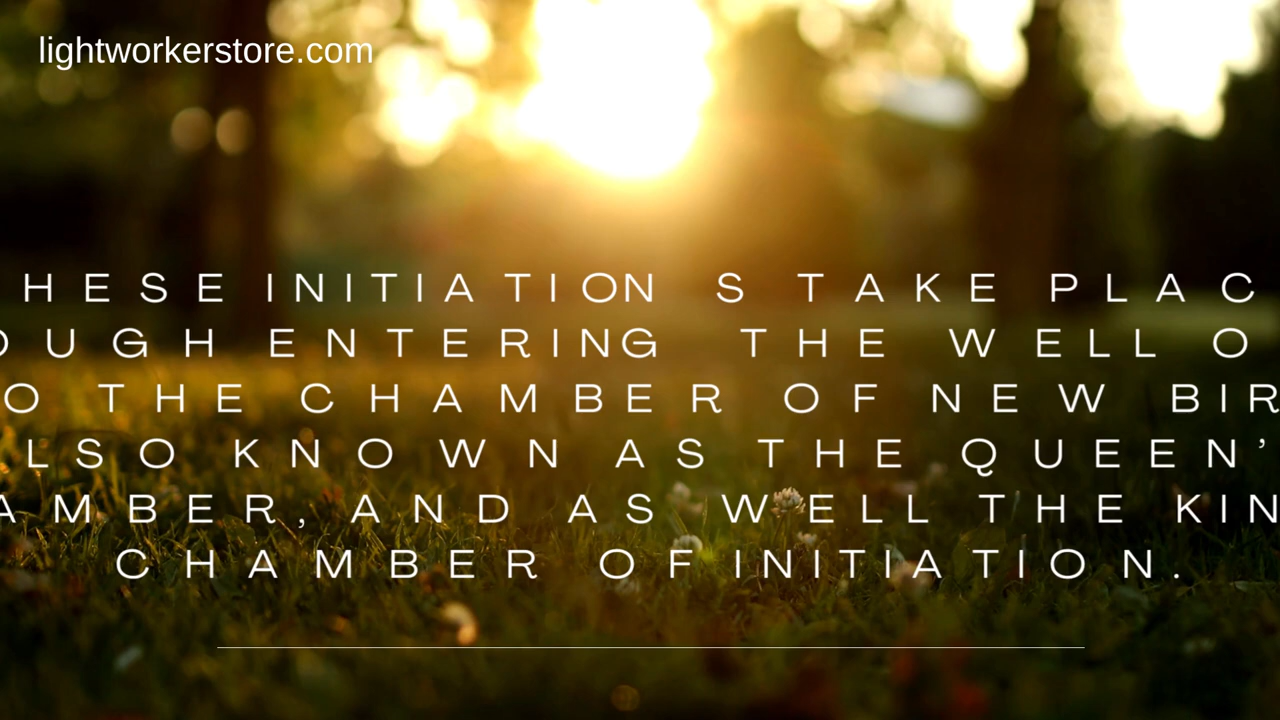 lightworkerstore.com
HESE INITIATIONS TAKE PLAC
OUGH ENTERING THE WELL O
O THE CHAMBER OF NEW BIR
LSO KNOWN AS THE QUEEN’
AMBER, AND AS WELL THE KIN
CHAMBER OF INITIATION.